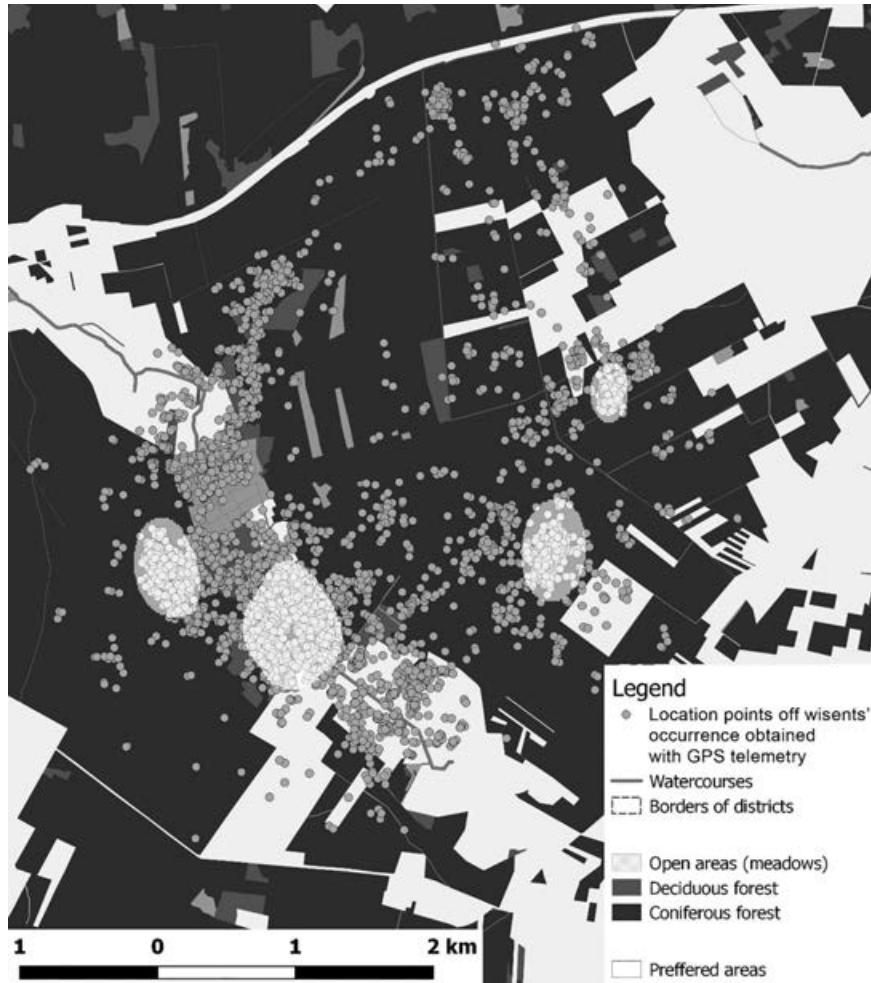 Legend
Location points off wisents'
occurrence obtained
with GPS telemetry
Watercourses
Borders of districts
Open areas (meadows)
Deciduous forest
Coniferous forest
Preffered areas
1 0 1 2 km